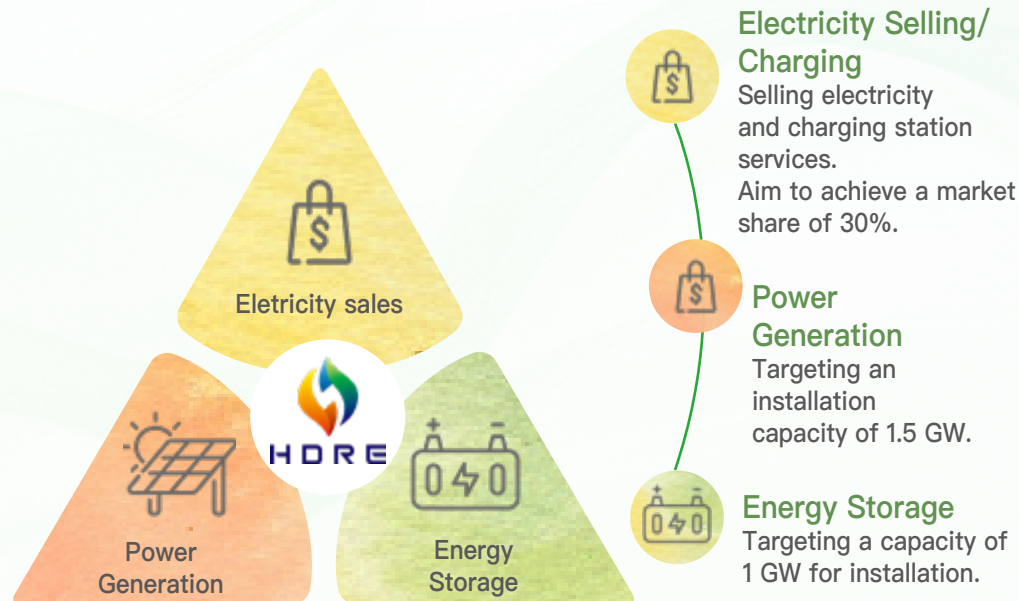 Eletricity sales
HDRE
Power
Generation
Energy
Storage
Electricity Selling/
Charging
Selling electricity
and charging station
services.
Aim to achieve a market
share of 30%.
Power
Generation
Targeting an
installation
capacity of 1.5 GW.
Energy Storage
Targeting a capacity of
1 GW for installation.